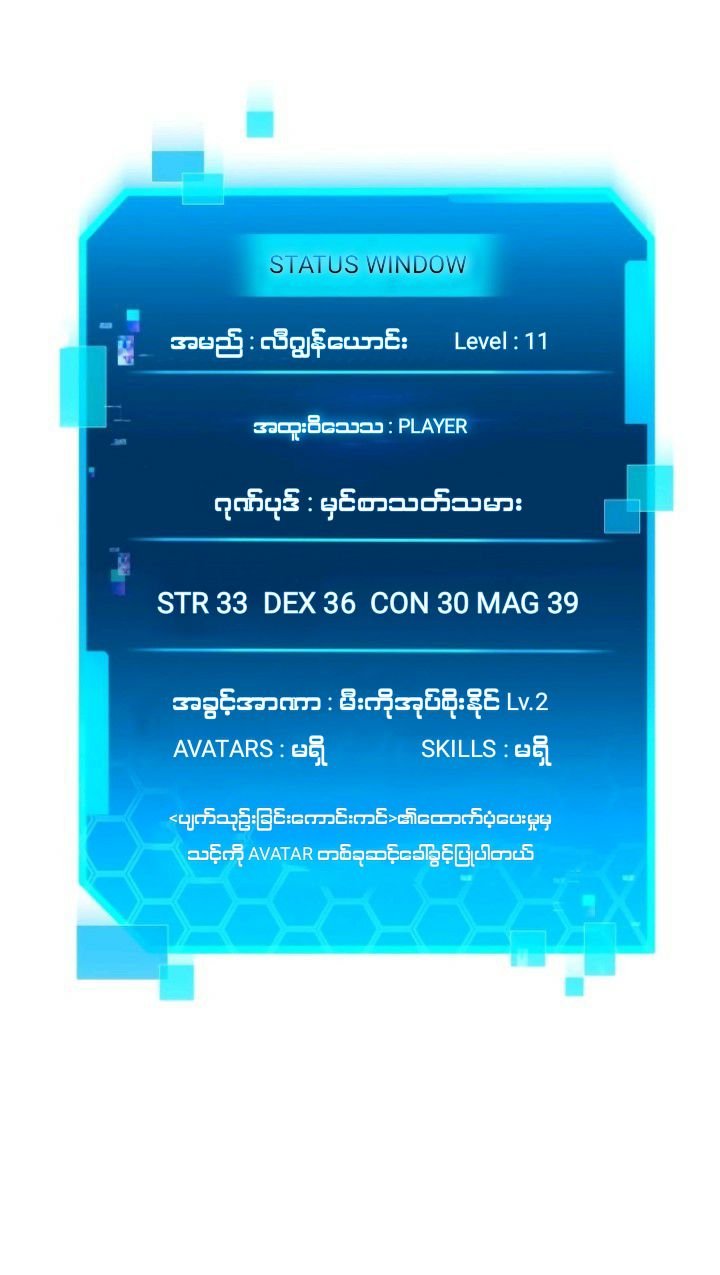 STATUS WINDOW
အမည် : လီဂျွန်ယောင်း Level : 11
အထူးဝိသေသ : PLAYER
ဂုဏ်ပုဒ် : မှင်စာသတ်သမား
STR 33 DEX 36 CON 30 MAG 39
အခွင့်အာဏာ : မီးကိုအုပ်စိုးနိုင် Lv.2
AVATARS : မရှိ SKILLS : မရှိ
<ပျက်သုဥ်းခြင်းကောင်းကင်>၏ထောက်ပံ့ပေးမှုမှ
သင့်ကို AVATAR တစ်ခုဆင့်ခေါ်ခွင့်ပြုပါတယ်